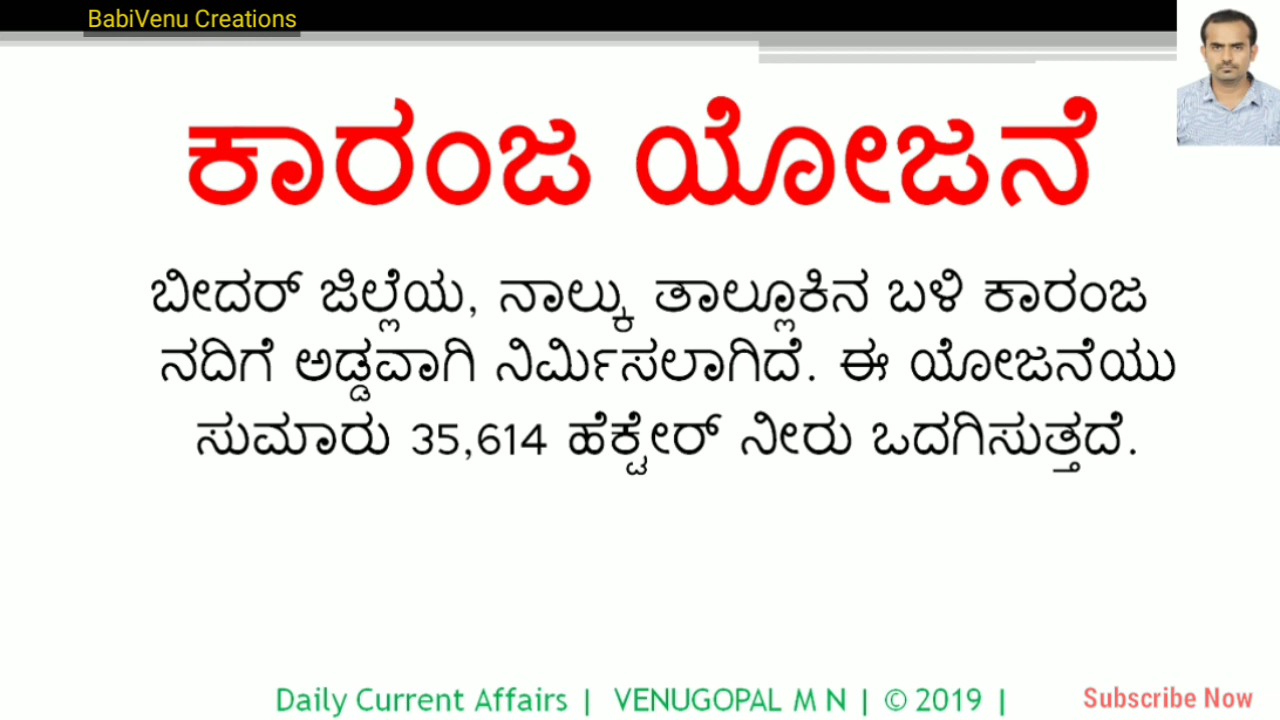 BabiVenu Creations
ಕಾರಂಜ ಯೋಜನೆ
ಬೀದರ್ ಜಿಲ್ಲೆಯ, ನಾಲ್ಕು ತಾಲ್ಲೂಕಿನ ಬಳಿ ಕಾರಂಜ
ನದಿಗೆ ಅಡ್ಡವಾಗಿ ನಿರ್ಮಿಸಲಾಗಿದೆ. ಈ ಯೋಜನೆಯು
ಸುಮಾರು 35,614 ಹೆಕ್ಟೇರ್ ನೀರು ಒದಗಿಸುತ್ತದೆ.
Daily Current Affairs | VENUGOPAL M N | © 2019 |
Subscribe Now